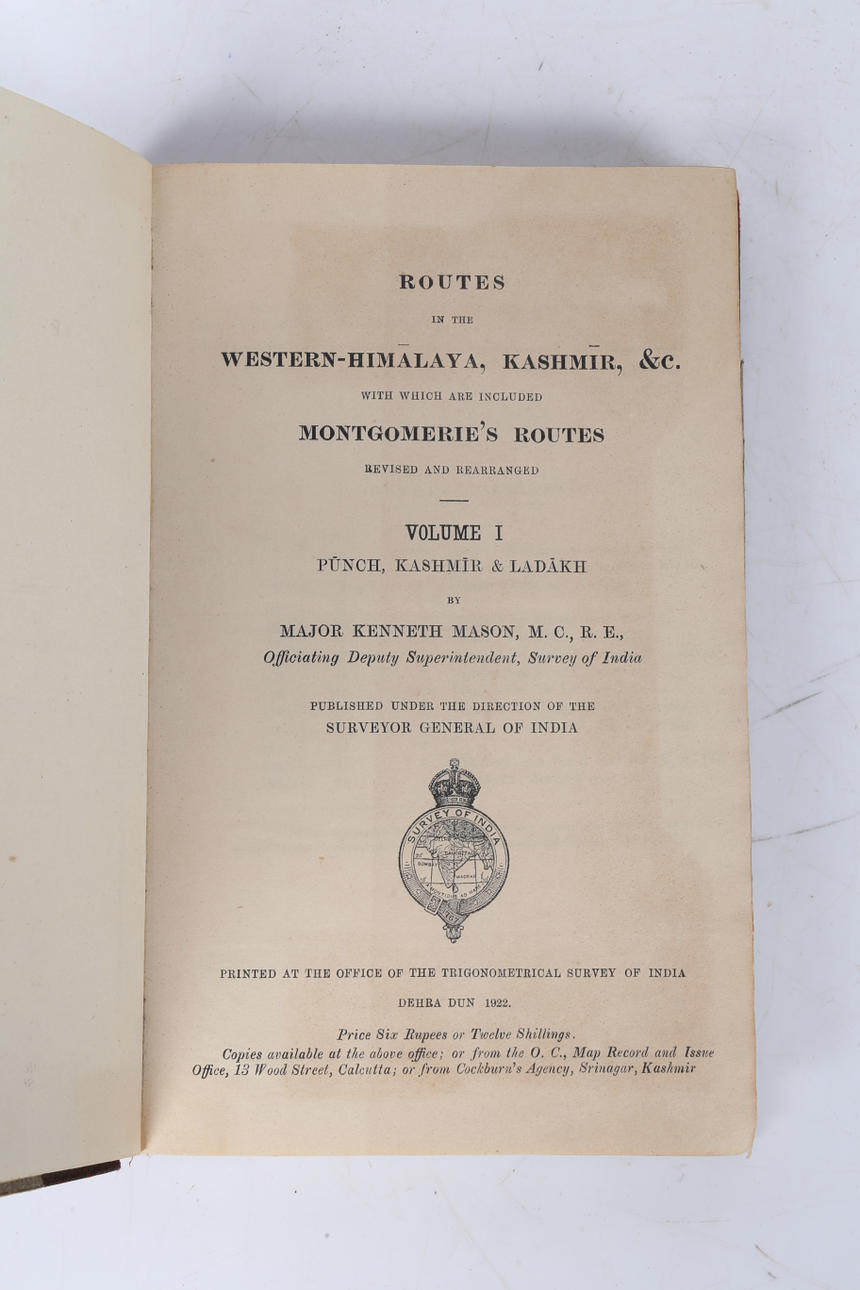 ROUTES
IN THE
WESTERN-HIMĀLAYA, KASHMĪR, &c.
WITH WHICH ARE INCLUDED
MONTGOMERIE'S ROUTES
REVISED AND REARRANGED
VOLUME I
PŪNCH, KASHMĪR & LADĀKH
BY
MAJOR KENNETH MASON, M. C., R. E.,
Officiating Deputy Superintendent, Survey of India
PUBLISHED UNDER THE DIRECTION OF THE
SURVEYOR GENERAL OF INDIA
SURVEY OF INDIA
BOMBAY
MADRAS
PRINTED AT THE OFFICE OF THE TRIGONOMETRICAL SURVEY OF INDIA
DEHRA DUN 1922.
Price Six Rupees or Twelve Shillings.
Copies available at the above office; or from the O. C., Map Record and Issue
Office, 13 Wood Street, Calcutta; or from Cockburn's Agency, Srinagar, Kashmir